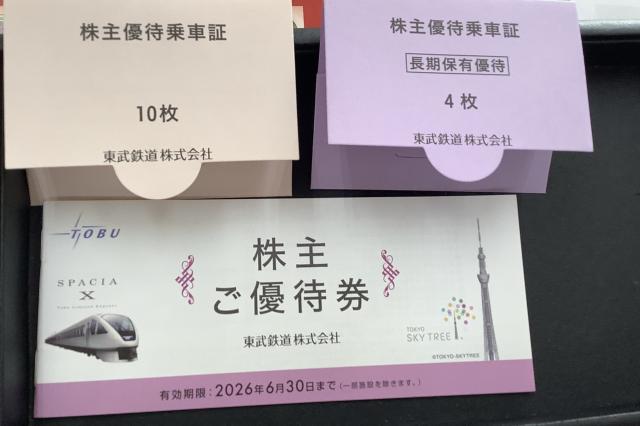 株主優待乗車証
10枚
東武鉄道株式会社
株主優待乗車証
長期保有優待
4枚
東武鉄道株式会社
TOBU
SPACIA
X
株主
ご優待券
東武鉄道株式会社
TOKYO
SKYTREE
©TOKYO-SKYTREE
有効期限：2026年6月30日まで（一部施設を除きます。）